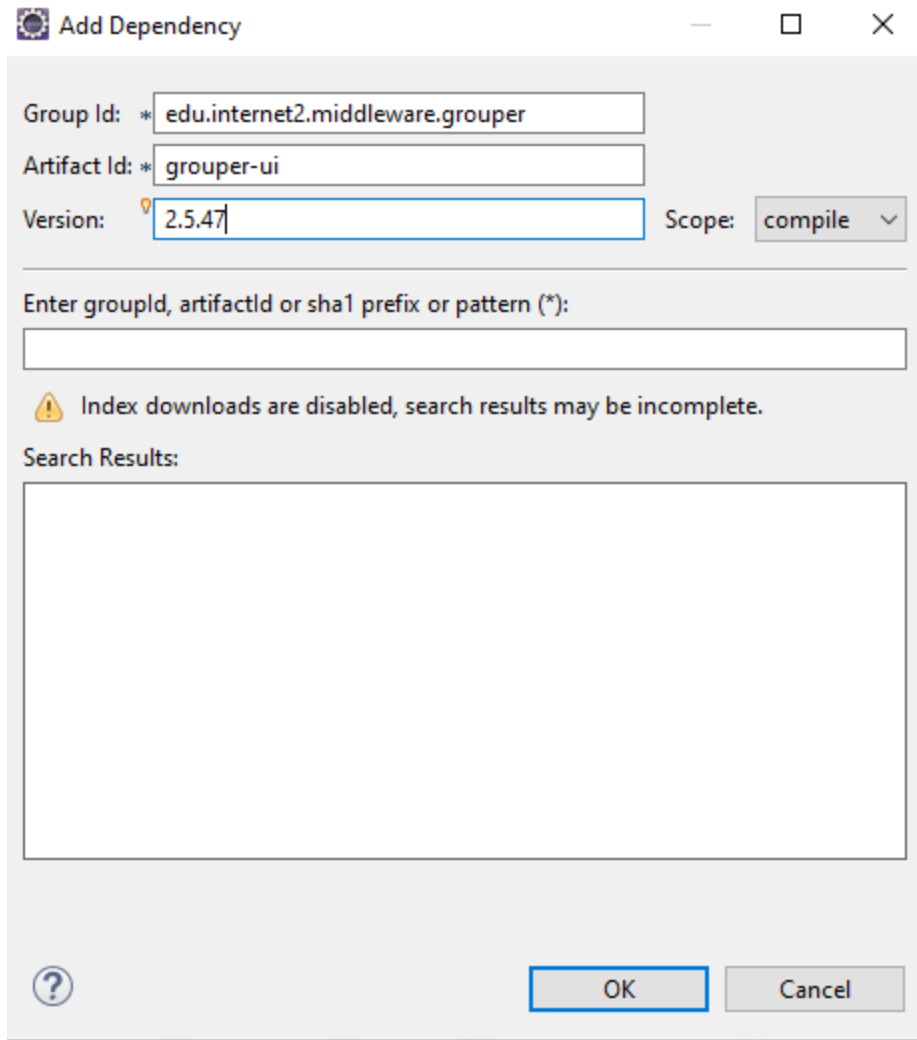 Add Dependency
Group Id: * edu.internet2.middleware.grouper
Artifact Id: * grouper-ui
Version: 2.5.47 Scope: compile
Enter groupId, artifactId or sha1 prefix or pattern (*):
Index downloads are disabled, search results may be incomplete.
Search Results:
OK Cancel